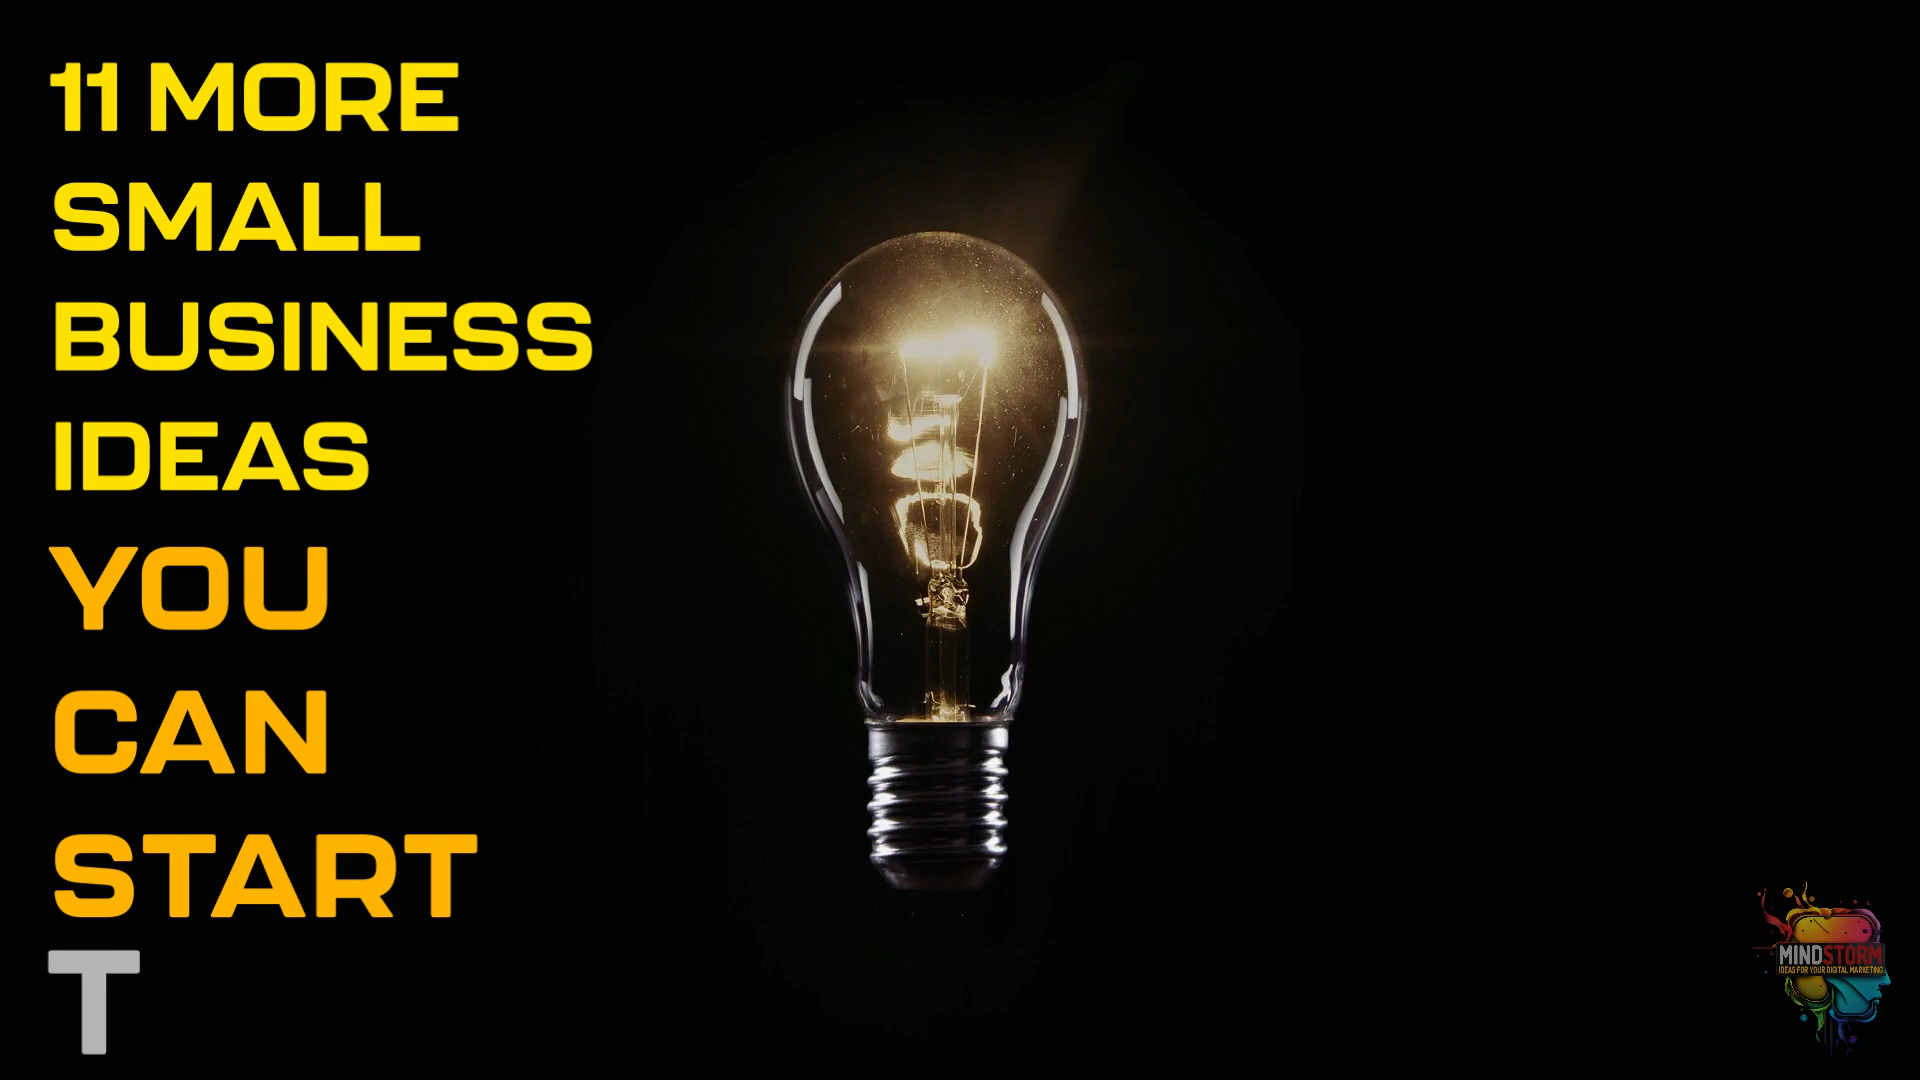 11 MORE
SMALL
BUSINESS
IDEAS
YOU
CAN
START
T
MINDSTORM
IDEAS FOR YOUR DIGITAL MARKETING